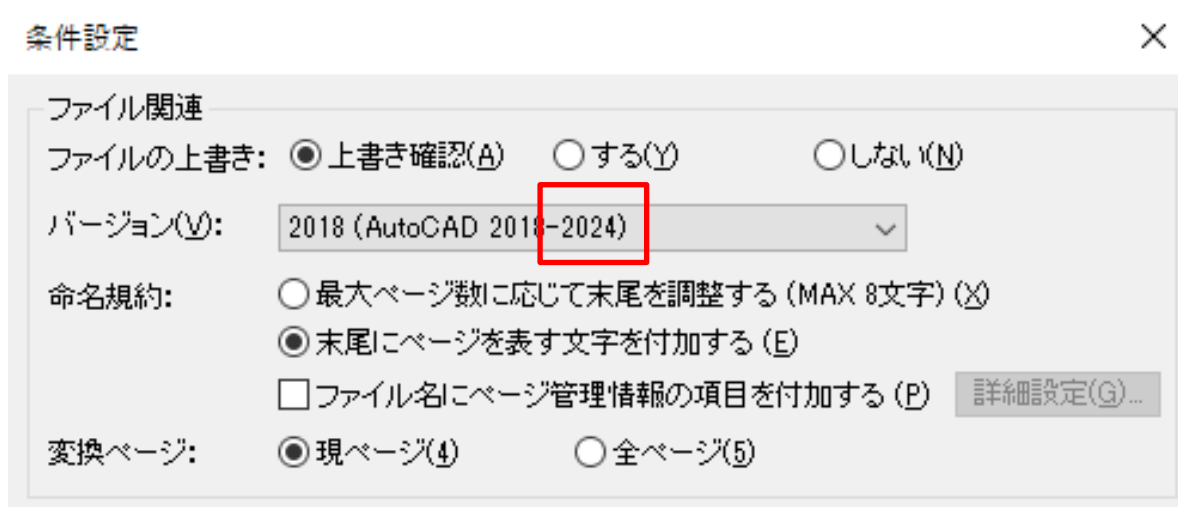 条件設定
ファイル関連
ファイルの上書き: 上書き確認(A) する(Y) しない(N)
バージョン(V): 2018 (AutoCAD 2018-2024)
命名規約: 最大ページ数に応じて末尾を調整する (MAX 8文字) (X)
末尾にページを表す文字を付加する (E)
ファイル名にページ管理情報の項目を付加する (P) 詳細設定(G)...
変換ページ: 現ページ(4) 全ページ(5)